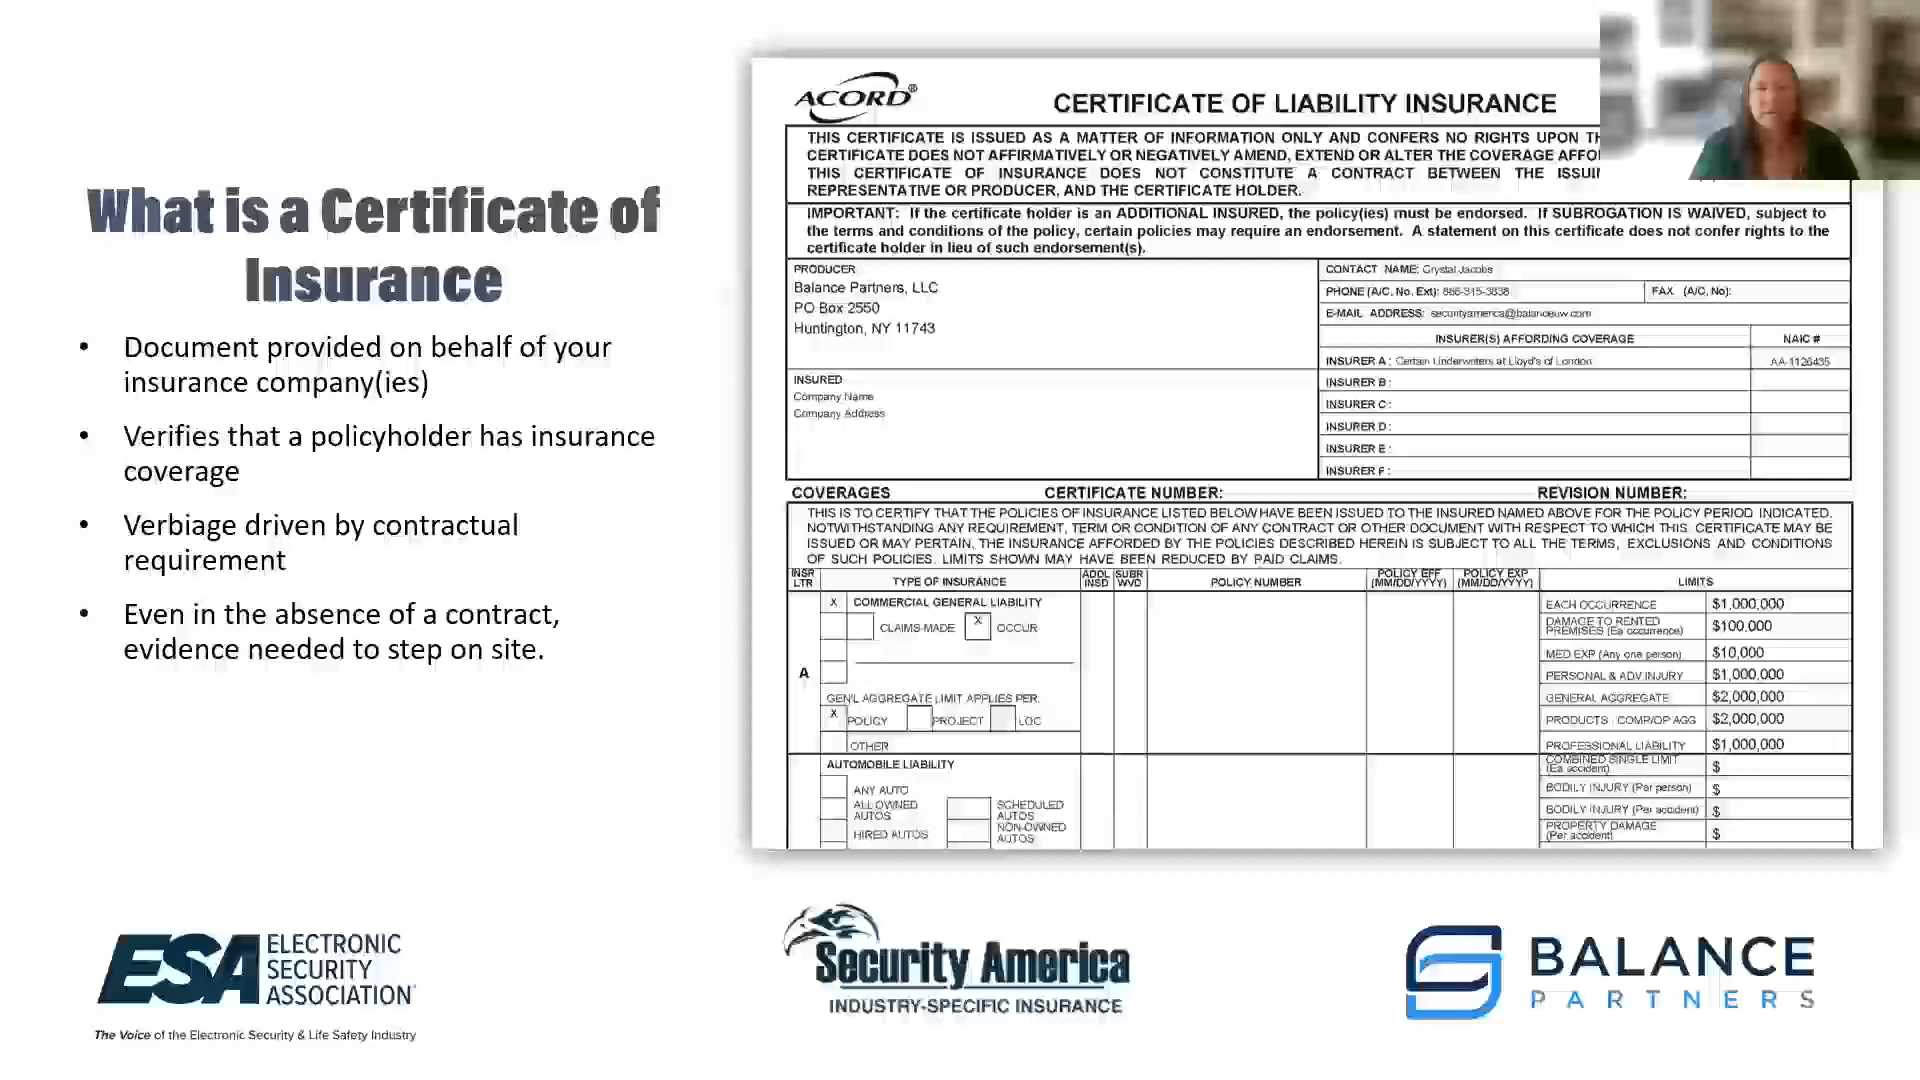 What is a Certificate of
Insurance
• Document provided on behalf of your
insurance company(ies)
• Verifies that a policyholder has insurance
coverage
• Verbiage driven by contractual
requirement
• Even in the absence of a contract,
evidence needed to step on site.
ACORD®
CERTIFICATE OF LIABILITY INSURANCE
THIS CERTIFICATE IS ISSUED AS A MATTER OF INFORMATION ONLY AND CONFERS NO RIGHTS UPON
CERTIFICATE DOES NOT AFFIRMATIVELY OR NEGATIVELY AMEND, EXTEND OR ALTER THE COVERAGE
THIS CERTIFICATE OF INSURANCE DOES NOT CONSTITUTE A CONTRACT BETWEEN THE
REPRESENTATIVE OR PRODUCER, AND THE CERTIFICATE HOLDER.
IMPORTANT: If the certificate holder is an ADDITIONAL INSURED, the policy(ies) must be endorsed. If SUBROGATION IS WAIVED, subject to
the terms and conditions of the policy, certain policies may require an endorsement. A statement on this certificate does not confer rights to the
certificate holder in lieu of such endorsement(s).
PRODUCER
Balance Partners, LLC
PO Box 2550
Huntington, NY 11743
CONTACT NAME: Crystal Jacobs
PHONE (A/C, No, Ext): 866-315-3838
FAX (A/C, No):
E-MAIL ADDRESS: securityamerica@balanceuw.com
INSURER(S) AFFORDING COVERAGE
NAIC #
INSURER A : Certain Underwriters at Lloyd's of London
AA-1126435
INSURED
Company Name
Company Address
INSURER B :
INSURER C :
INSURER D :
INSURER E :
INSURER F :
COVERAGES
CERTIFICATE NUMBER:
REVISION NUMBER:
THIS IS TO CERTIFY THAT THE POLICIES OF INSURANCE LISTED BELOW HAVE BEEN ISSUED TO THE INSURED NAMED ABOVE FOR THE POLICY PERIOD INDICATED.
NOTWITHSTANDING ANY REQUIREMENT, TERM OR CONDITION OF ANY CONTRACT OR OTHER DOCUMENT WITH RESPECT TO WHICH THIS CERTIFICATE MAY BE
ISSUED OR MAY PERTAIN, THE INSURANCE AFFORDED BY THE POLICIES DESCRIBED HEREIN IS SUBJECT TO ALL THE TERMS, EXCLUSIONS AND CONDITIONS
OF SUCH POLICIES. LIMITS SHOWN MAY HAVE BEEN REDUCED BY PAID CLAIMS.
INSR LTR
TYPE OF INSURANCE
ADDL INSD
SUBR WVD
POLICY NUMBER
POLICY EFF (MM/DD/YYYY)
POLICY EXP (MM/DD/YYYY)
LIMITS
A
X COMMERCIAL GENERAL LIABILITY
CLAIMS-MADE X OCCUR
GEN'L AGGREGATE LIMIT APPLIES PER:
X POLICY PROJECT LOC
OTHER
EACH OCCURRENCE $1,000,000
DAMAGE TO RENTED PREMISES (Ea occurrence) $100,000
MED EXP (Any one person) $10,000
PERSONAL & ADV INJURY $1,000,000
GENERAL AGGREGATE $2,000,000
PRODUCTS - COMP/OP AGG $2,000,000
PROFESSIONAL LIABILITY $1,000,000
AUTOMOBILE LIABILITY
ANY AUTO
ALL OWNED AUTOS
SCHEDULED AUTOS
HIRED AUTOS
NON-OWNED AUTOS
COMBINED SINGLE LIMIT (Ea accident) $
BODILY INJURY (Per person) $
BODILY INJURY (Per accident) $
PROPERTY DAMAGE (Per accident) $
ESA ELECTRONIC
SECURITY
ASSOCIATION
The Voice of the Electronic Security & Life Safety Industry
Security America
INDUSTRY-SPECIFIC INSURANCE
BALANCE
PARTNERS